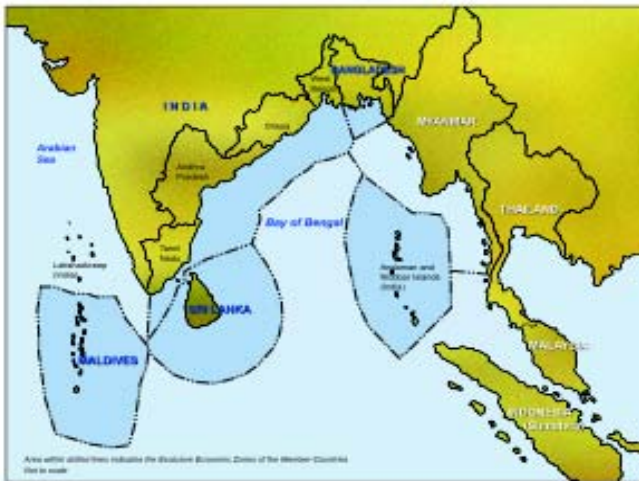 West
Bengal
BANGLADESH
INDIA
Orissa
MYANMAR
Arabian
Sea
Andhra
Pradesh
THAILAND
Bay of Bengal
Tamil
Nadu
Lakshadweep
(India)
Andaman and
Nicobar Islands
(India)
SRI LANKA
MALAYSIA
MALDIVES
INDONESIA
(Sumatera)
Area within dotted lines indicates the Exclusive Economic Zones of the Member-Countries
Not to scale